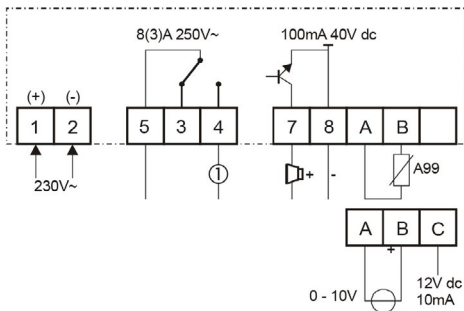 8(3)A 250V~
100mA 40V dc
(+) (-)
1 2 5 3 4 7 8 A B
230V~
1
+ -
A99
A B C
+
0 - 10V
12V dc
10mA